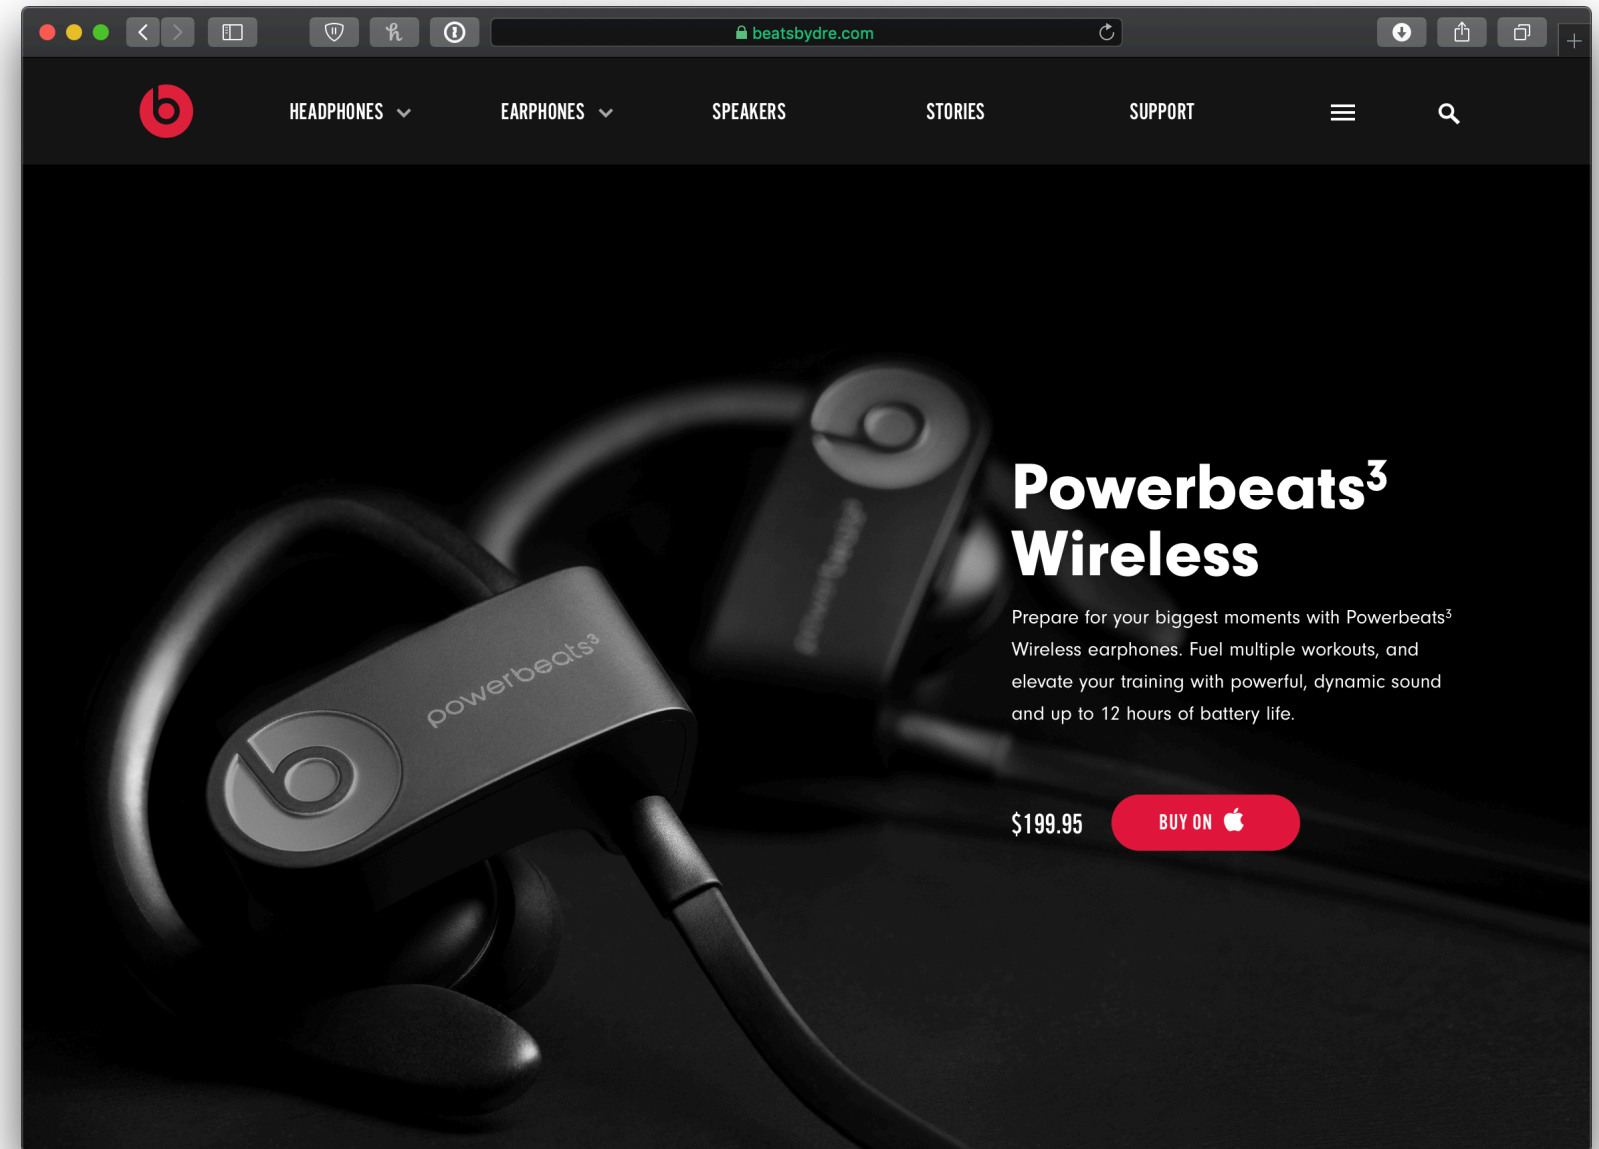 beatsbydre.com
HEADPHONES
EARPHONES
SPEAKERS
STORIES
SUPPORT
Powerbeats³
Wireless
Prepare for your biggest moments with Powerbeats³
Wireless earphones. Fuel multiple workouts, and
elevate your training with powerful, dynamic sound
and up to 12 hours of battery life.
$199.95
BUY ON
powerbeats³
powerbeats³